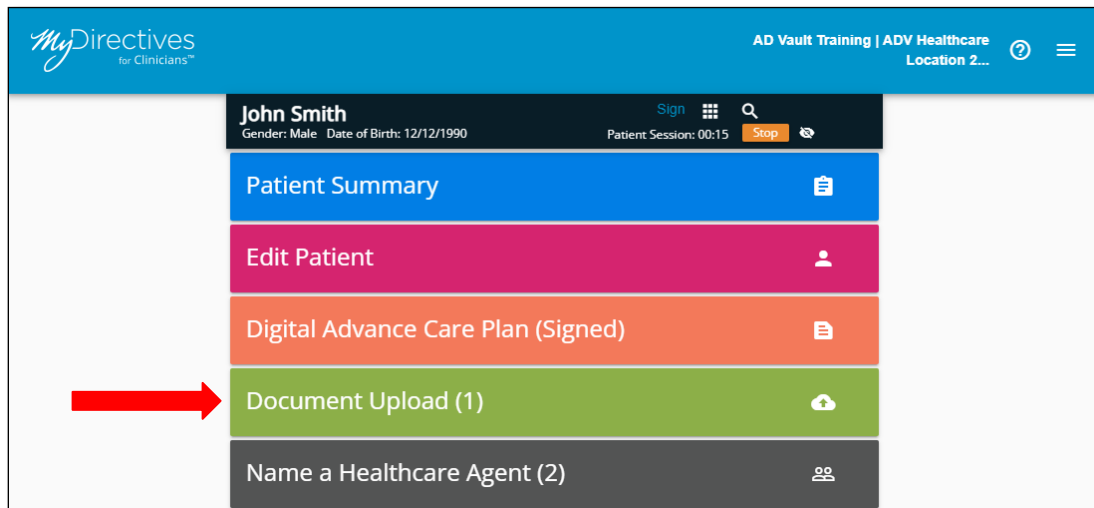 MyDirectives
for Clinicians™
AD Vault Training | ADV Healthcare
Location 2...
John Smith
Sign
Gender: Male Date of Birth: 12/12/1990
Patient Session: 00:15
Stop
Patient Summary
Edit Patient
Digital Advance Care Plan (Signed)
Document Upload (1)
Name a Healthcare Agent (2)